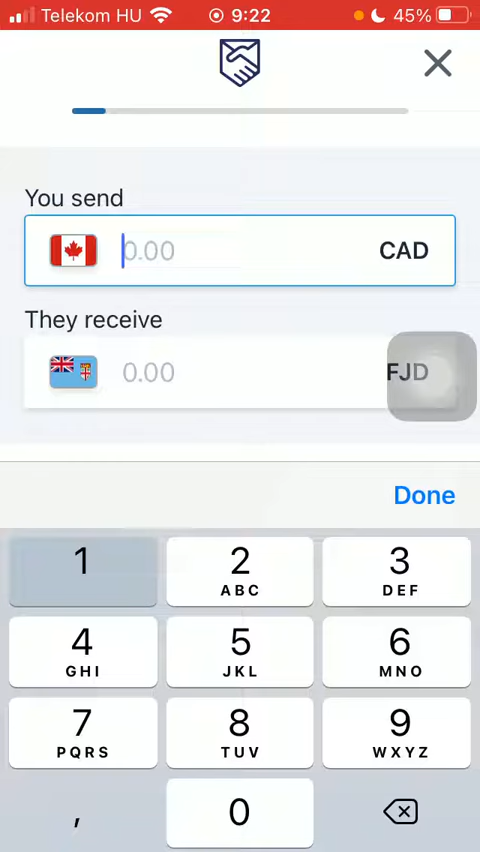 Telekom HU 9:22 45%
You send
0.00 CAD
They receive
0.00 FJD
Done
1 2 3
ABC DEF
4 5 6
GHI JKL MNO
7 8 9
PQRS TUV WXYZ
, 0